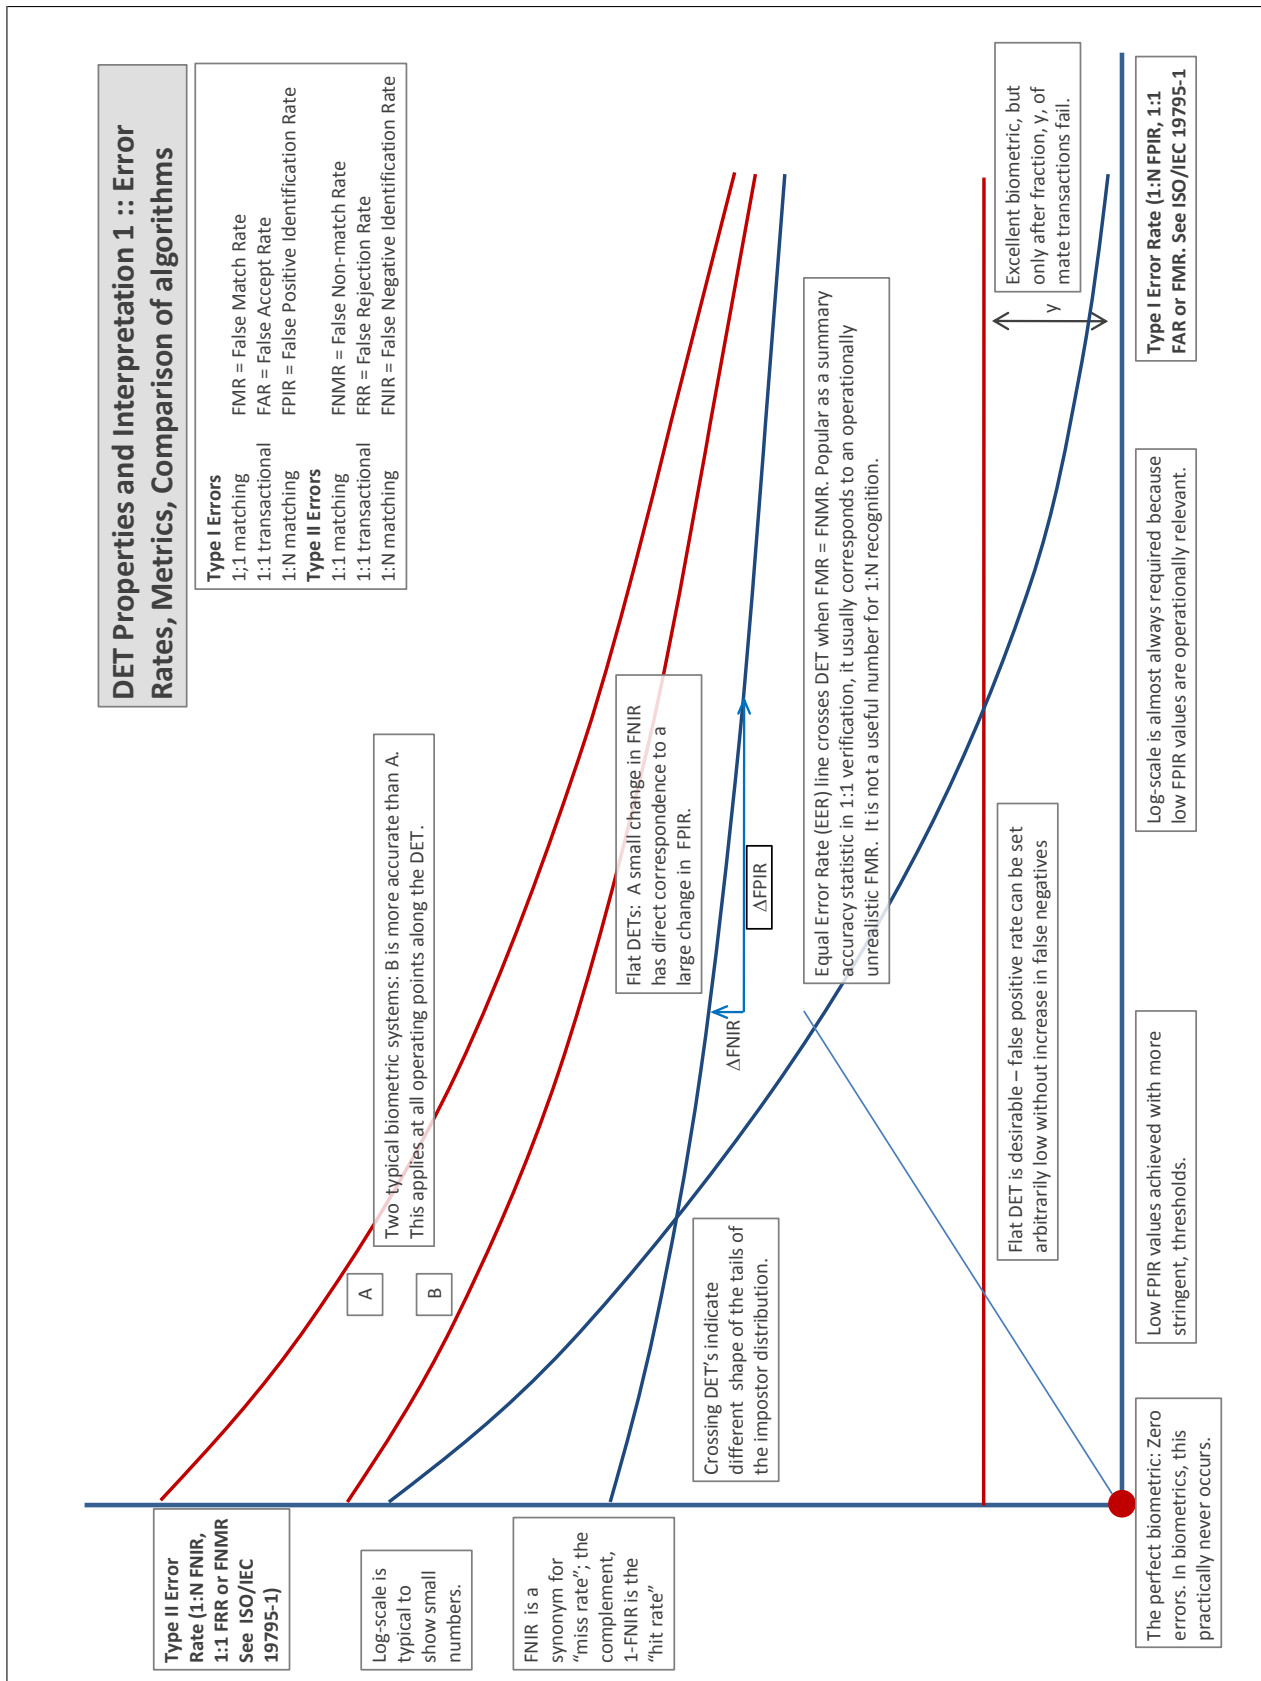 DET Properties and Interpretation 1 :: Error
Rates, Metrics, Comparison of algorithms
Type I Errors
1;1 matching FMR = False Match Rate
1:1 transactional FAR = False Accept Rate
1:N matching FPIR = False Positive Identification Rate
Type II Errors
1:1 matching FNMR = False Non-match Rate
1:1 transactional FRR = False Rejection Rate
1:N matching FNIR = False Negative Identification Rate
Type II Error
Rate (1:N FNIR,
1:1 FRR or FNMR
See ISO/IEC
19795-1)
Log-scale is
typical to
show small
numbers.
FNIR is a
synonym for
“miss rate”; the
complement,
1-FNIR is the
“hit rate”
A
B
Two typical biometric systems: B is more accurate than A.
This applies at all operating points along the DET.
Flat DETs: A small change in FNIR
has direct correspondence to a
large change in FPIR.
ΔFNIR
ΔFPIR
Crossing DET’s indicate
different shape of the tails of
the impostor distribution.
Equal Error Rate (EER) line crosses DET when FMR = FNMR. Popular as a summary
accuracy statistic in 1:1 verification, it usually corresponds to an operationally
unrealistic FMR. It is not a useful number for 1:N recognition.
Flat DET is desirable – false positive rate can be set
arbitrarily low without increase in false negatives
Excellent biometric, but
only after fraction, y, of
mate transactions fail.
y
The perfect biometric: Zero
errors. In biometrics, this
practically never occurs.
Low FPIR values achieved with more
stringent, thresholds.
Log-scale is almost always required because
low FPIR values are operationally relevant.
Type I Error Rate (1:N FPIR, 1:1
FAR or FMR. See ISO/IEC 19795-1